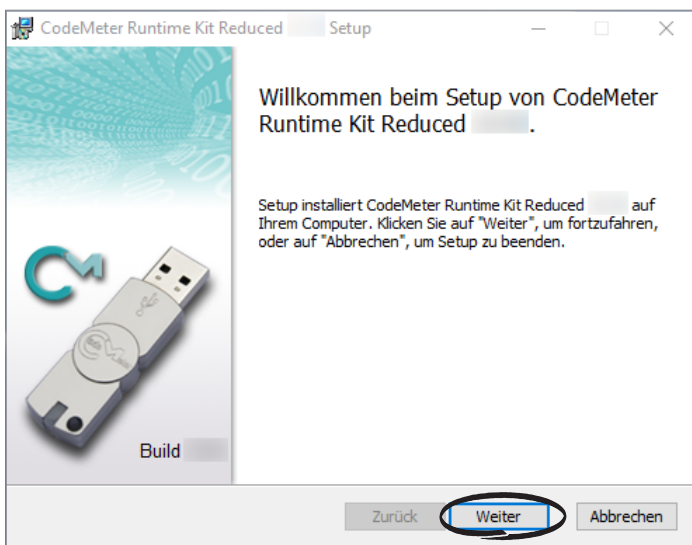 CodeMeter Runtime Kit Reduced Setup
Willkommen beim Setup von CodeMeter
Runtime Kit Reduced .
Setup installiert CodeMeter Runtime Kit Reduced auf
Ihrem Computer. Klicken Sie auf "Weiter", um fortzufahren,
oder auf "Abbrechen", um Setup zu beenden.
CM
Build
Zurück Weiter Abbrechen